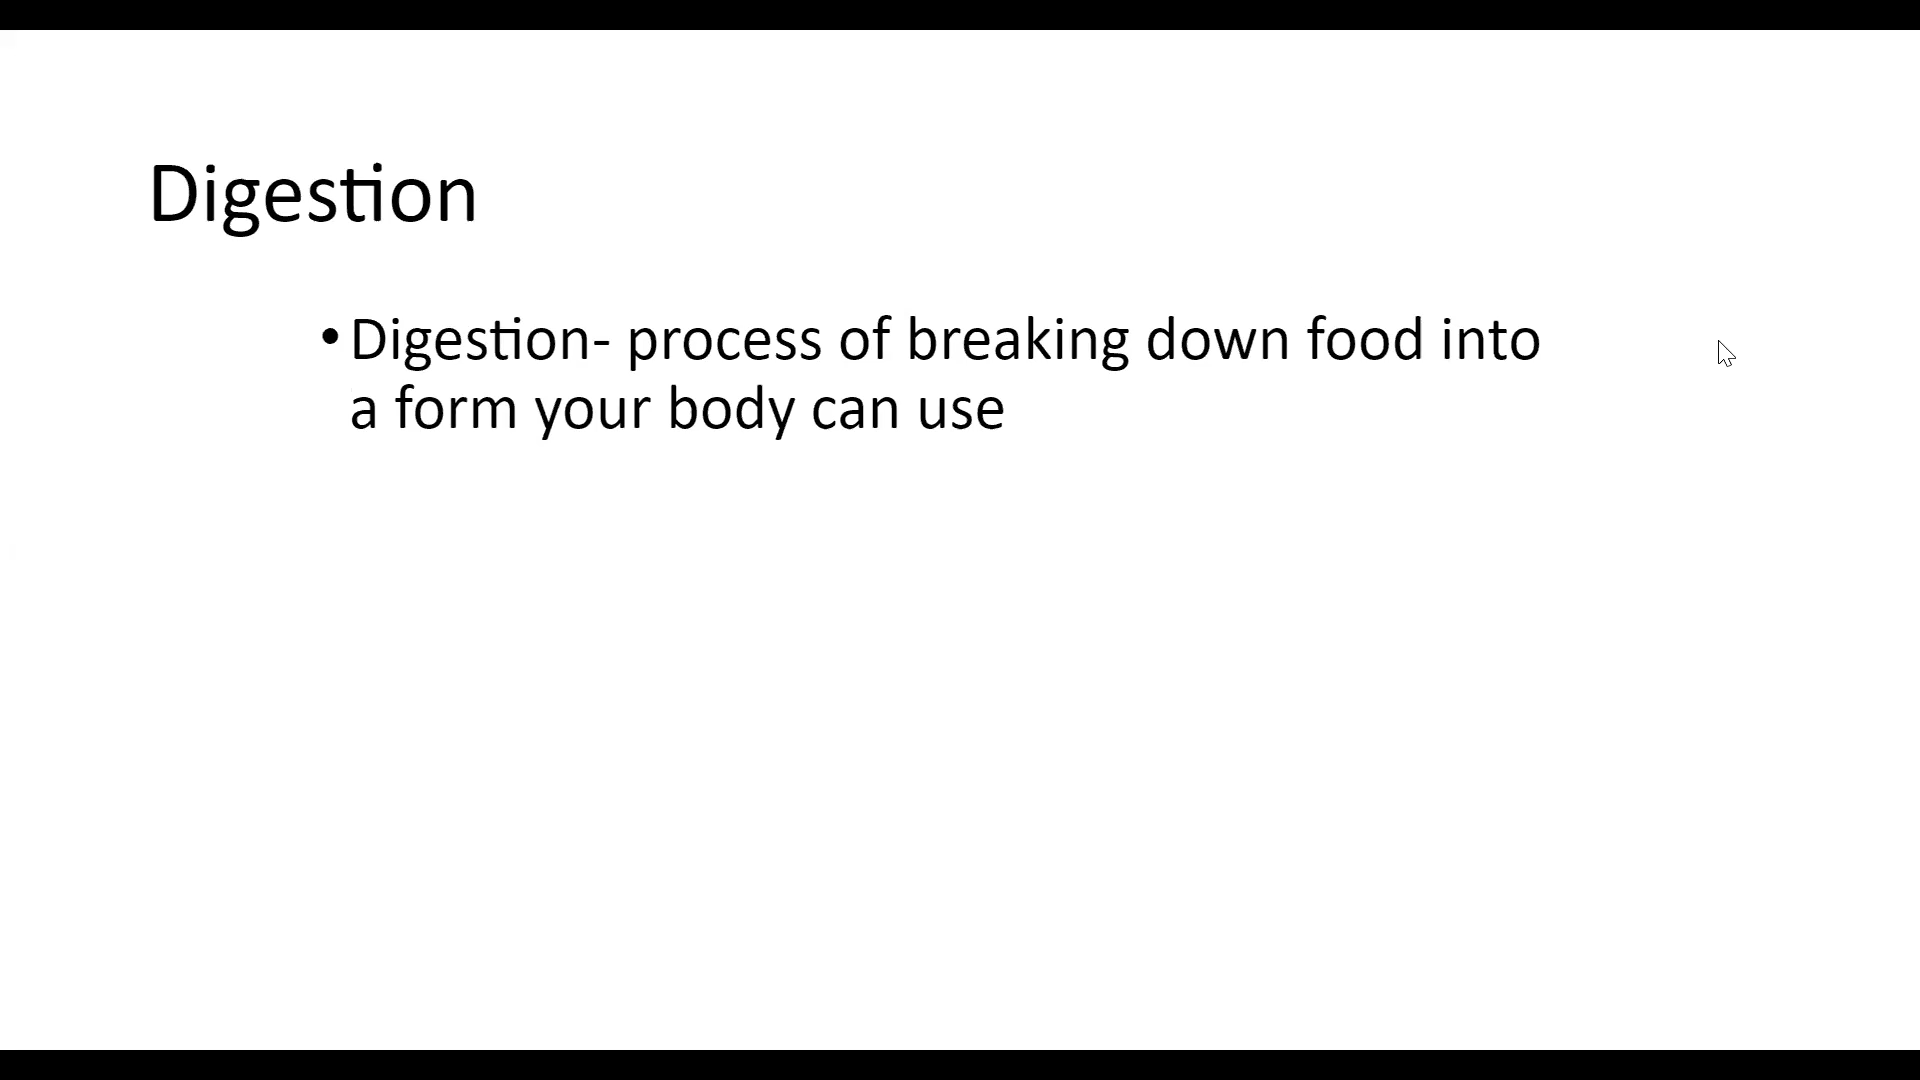 Digestion
•Digestion- process of breaking down food into
a form your body can use